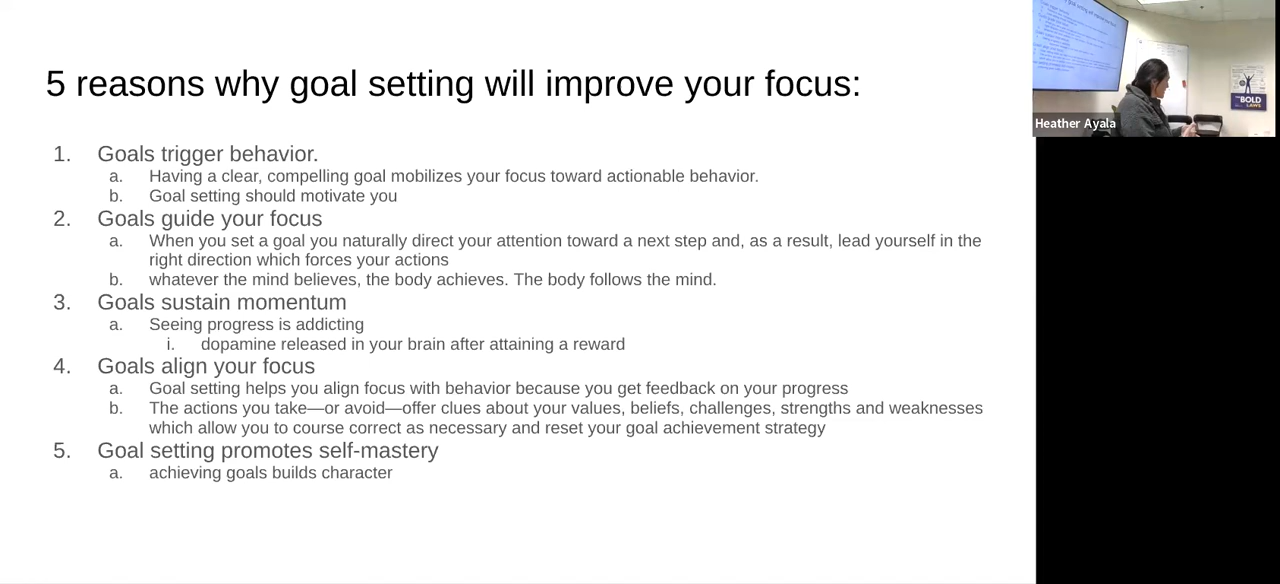 5 reasons why goal setting will improve your focus:
1. Goals trigger behavior.
a. Having a clear, compelling goal mobilizes your focus toward actionable behavior.
b. Goal setting should motivate you
2. Goals guide your focus
a. When you set a goal you naturally direct your attention toward a next step and, as a result, lead yourself in the
right direction which forces your actions
b. whatever the mind believes, the body achieves. The body follows the mind.
3. Goals sustain momentum
a. Seeing progress is addicting
i. dopamine released in your brain after attaining a reward
4. Goals align your focus
a. Goal setting helps you align focus with behavior because you get feedback on your progress
b. The actions you take—or avoid—offer clues about your values, beliefs, challenges, strengths and weaknesses
which allow you to course correct as necessary and reset your goal achievement strategy
5. Goal setting promotes self-mastery
a. achieving goals builds character
Heather Ayala
BOLD
LAWS